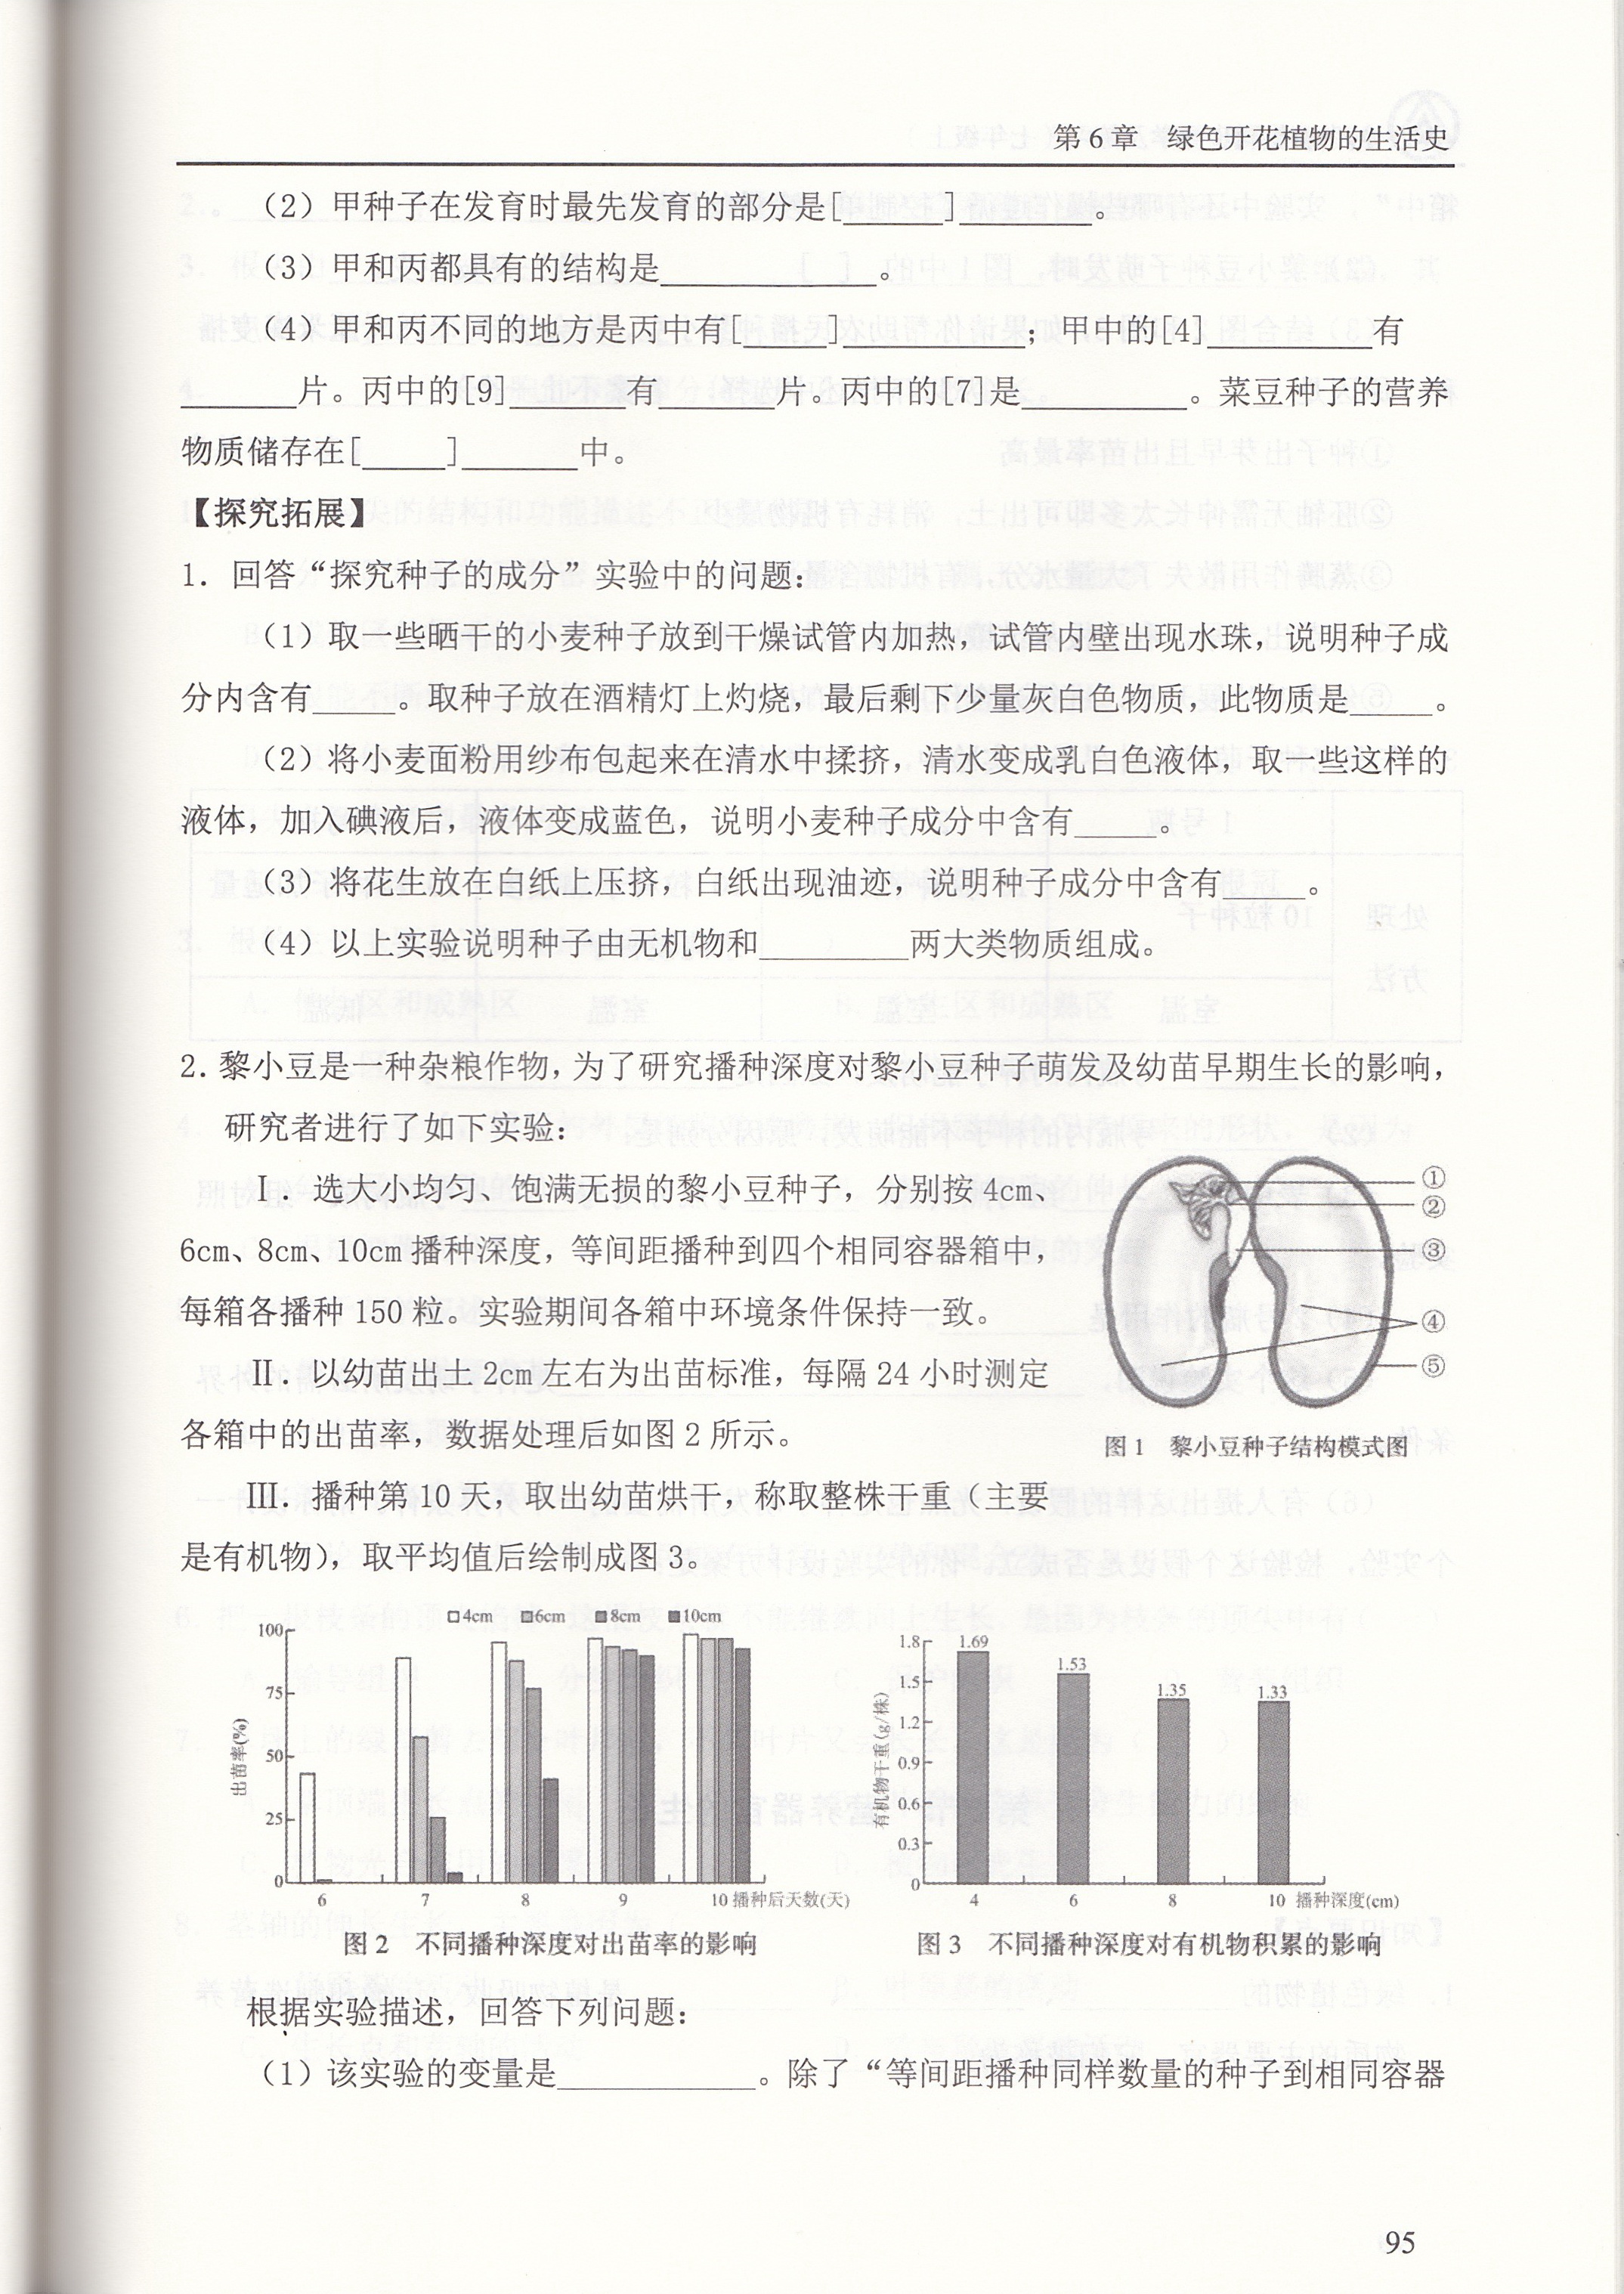 第 6 章　绿色开花植物的生活史
（2）甲种子在发育时最先发育的部分是[______]________。
（3）甲和丙都具有的结构是_____________。
（4）甲和丙不同的地方是丙中有[_____]___________；甲中的[4]__________有
_______片。丙中的[9]_______有_______片。丙中的[7]是__________。菜豆种子的营养
物质储存在[_____]_______中。
【探究拓展】
1. 回答“探究种子的成分”实验中的问题：
（1）取一些晒干的小麦种子放到干燥试管内加热，试管内壁出现水珠，说明种子成
分内含有_____。取种子放在酒精灯上灼烧，最后剩下少量灰白色物质，此物质是_____。
（2）将小麦面粉用纱布包起来在清水中揉挤，清水变成乳白色液体，取一些这样的
液体，加入碘液后，液体变成蓝色，说明小麦种子成分中含有_____。
（3）将花生放在白纸上压挤，白纸出现油迹，说明种子成分中含有_____。
（4）以上实验说明种子由无机物和_________两大类物质组成。
2. 黎小豆是一种杂粮作物，为了研究播种深度对黎小豆种子萌发及幼苗早期生长的影响，
研究者进行了如下实验：
Ⅰ. 选大小均匀、饱满无损的黎小豆种子，分别按 4cm、
6cm、8cm、10cm 播种深度，等间距播种到四个相同容器箱中，
每箱各播种 150 粒。实验期间各箱中环境条件保持一致。
Ⅱ. 以幼苗出土 2cm 左右为出苗标准，每隔 24 小时测定
各箱中的出苗率，数据处理后如图 2 所示。
Ⅲ. 播种第 10 天，取出幼苗烘干，称取整株干重（主要
是有机物），取平均值后绘制成图 3。
①
②
③
④
⑤
图 1　黎小豆种子结构模式图
4cm 6cm 8cm 10cm
出苗率(%)
100
75
50
25
0
6 7 8 9 10 播种后天数(天)
图 2　不同播种深度对出苗率的影响
有机物干重(g/株)
1.8
1.5
1.2
0.9
0.6
0.3
0
1.69
1.53
1.35
1.33
4 6 8 10 播种深度(cm)
图 3　不同播种深度对有机物积累的影响
根据实验描述，回答下列问题：
（1）该实验的变量是____________。除了“等间距播种同样数量的种子到相同容器
95